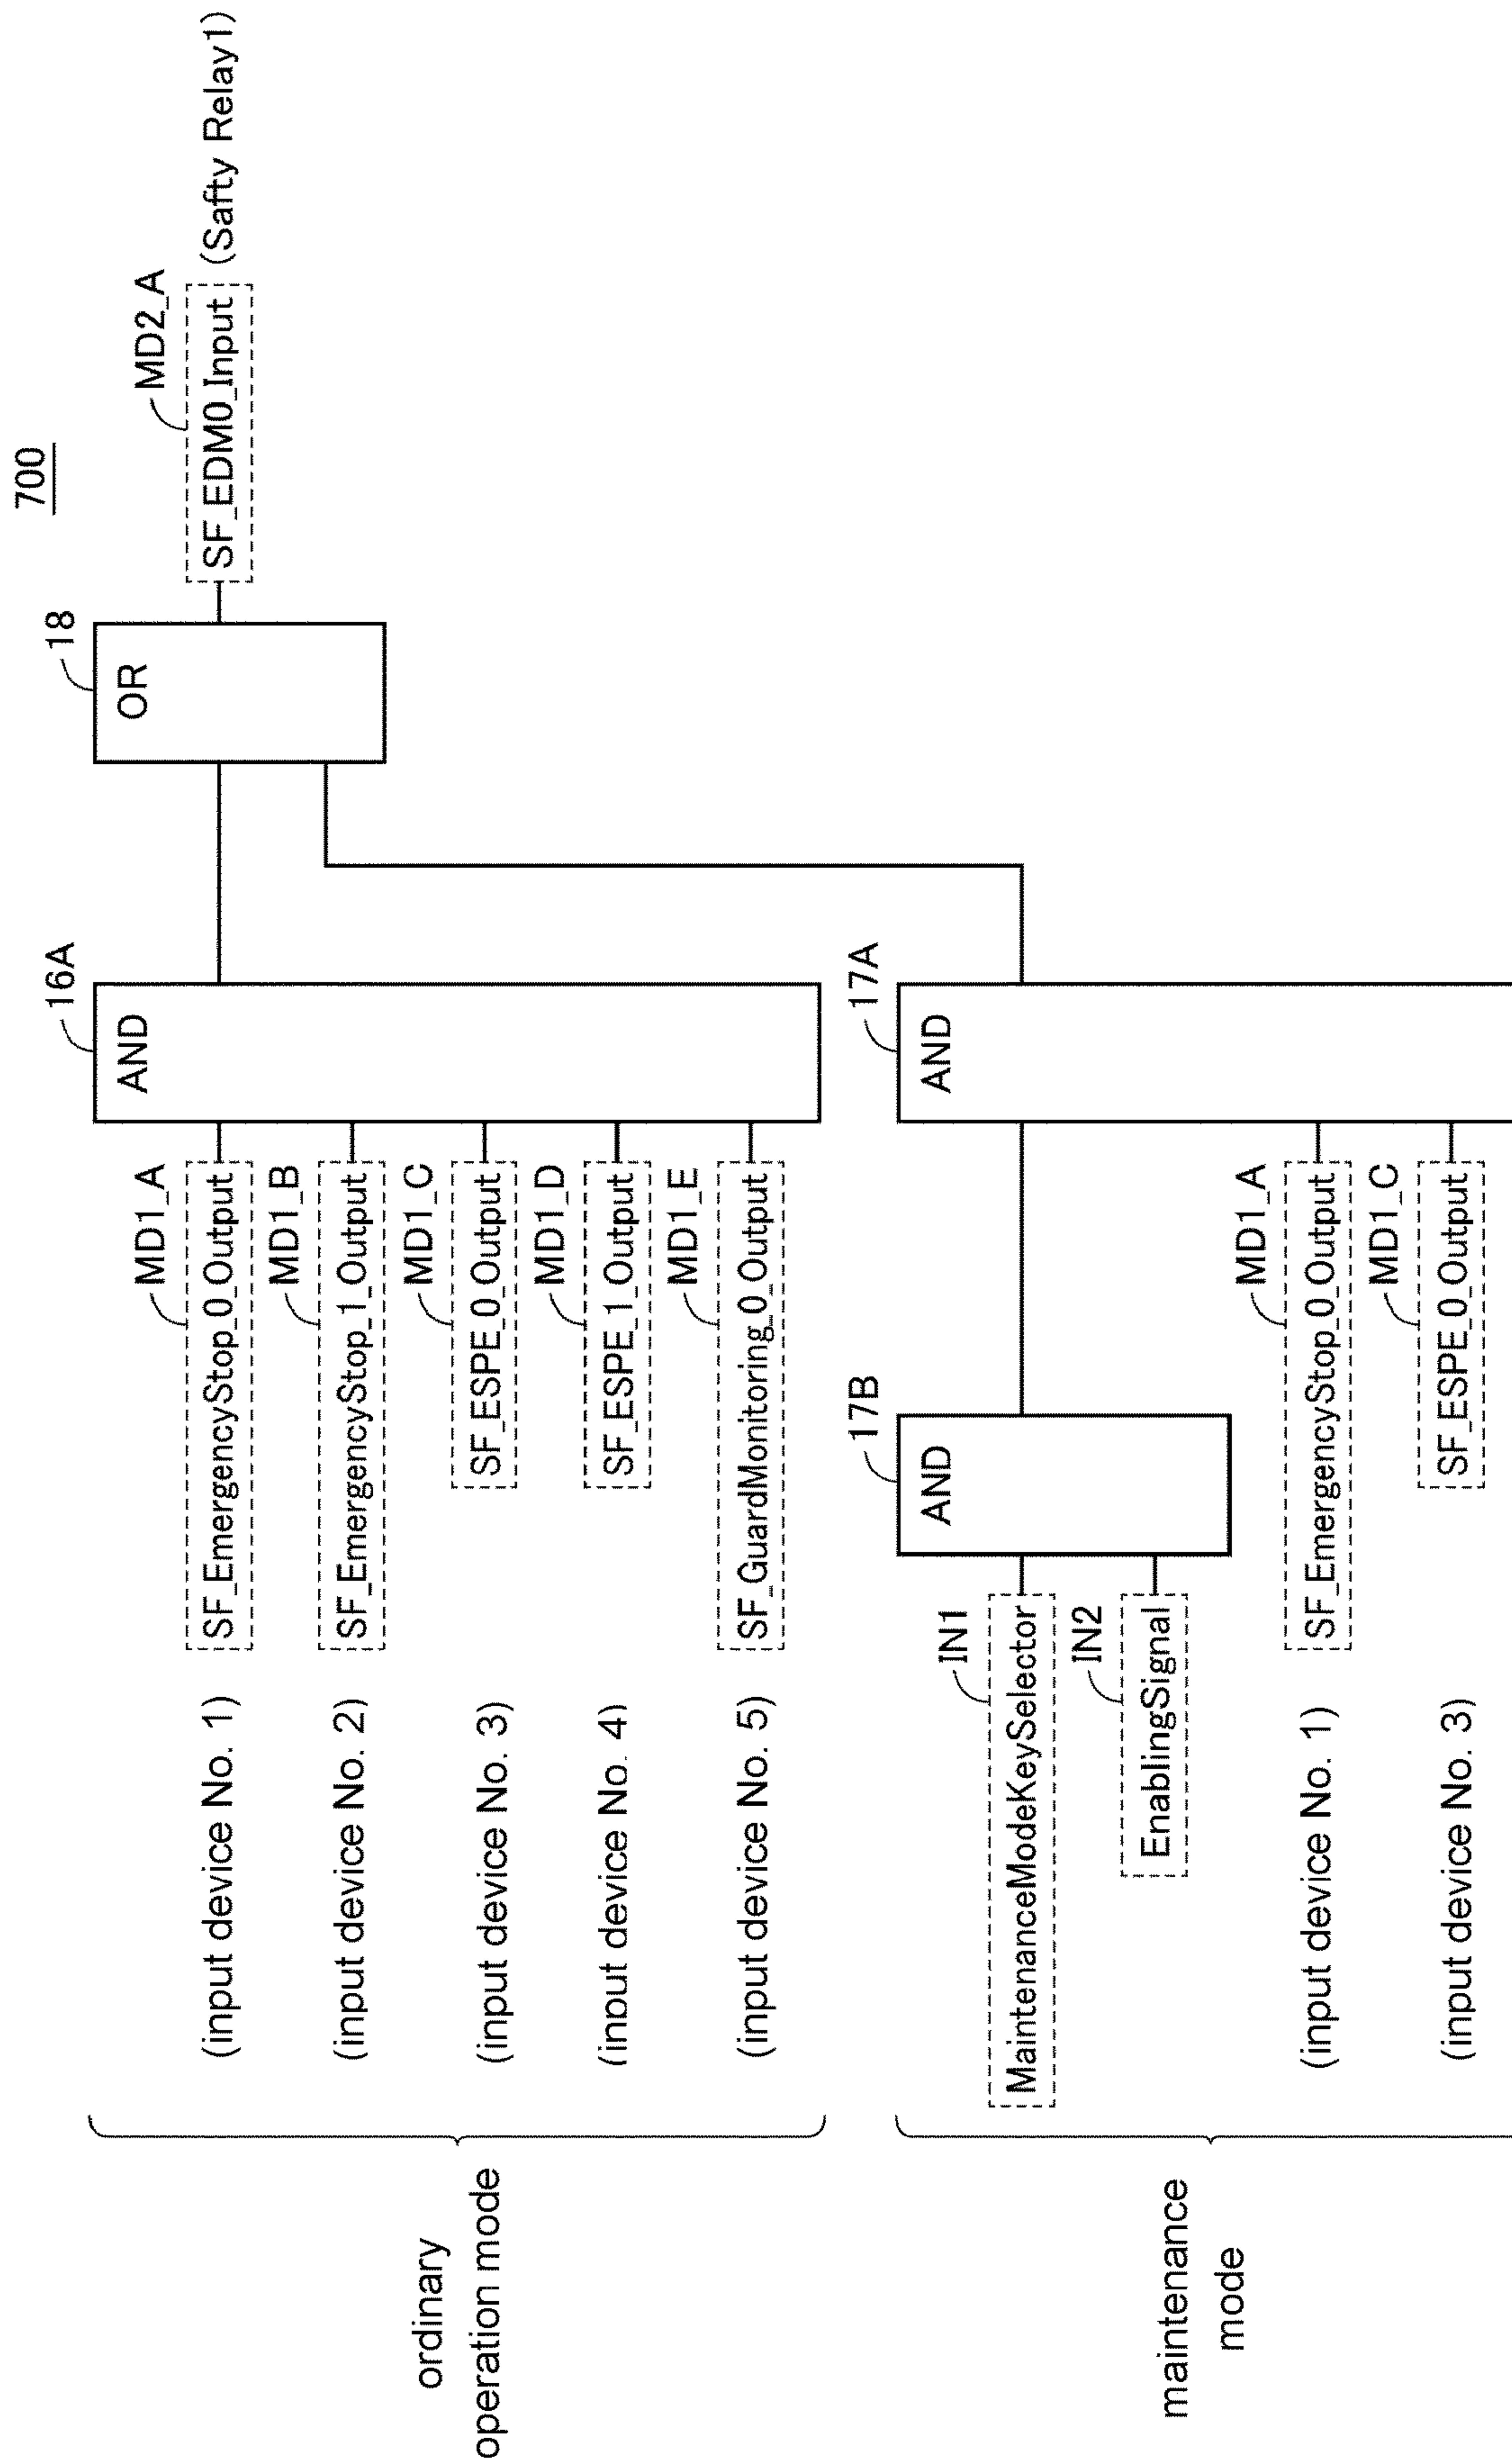 700
ordinary
operation mode
(input device No. 1)
MD1_A
SF_EmergencyStop_0_Output
(input device No. 2)
MD1_B
SF_EmergencyStop_1_Output
(input device No. 3)
MD1_C
SF_ESPE_0_Output
(input device No. 4)
MD1_D
SF_ESPE_1_Output
(input device No. 5)
MD1_E
SF_GuardMonitoring_0_Output
16A
AND
18
OR
MD2_A
SF_EDM0_Input (Safty Relay1)
maintenance
mode
IN1
MaintenanceModeKeySelector
IN2
EnablingSignal
17B
AND
17A
AND
(input device No. 1)
MD1_A
SF_EmergencyStop_0_Output
(input device No. 3)
MD1_C
SF_ESPE_0_Output